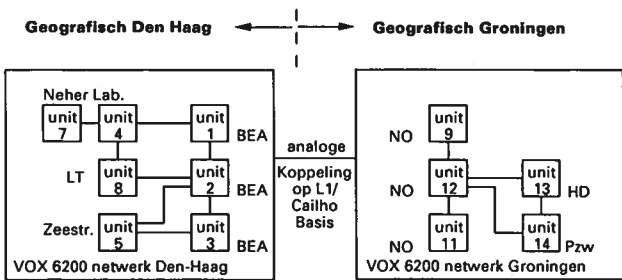 Geografisch Den Haag
Geografisch Groningen
Neher Lab.
unit 7
unit 4
unit 1
BEA
LT
unit 8
unit 2
BEA
Zeestr.
unit 5
unit 3
BEA
VOX 6200 netwerk Den-Haag
analoge
Koppeling
op L1/
Cailho
Basis
NO
unit 9
NO
unit 12
unit 13
HD
NO
unit 11
unit 14
Pzw
VOX 6200 netwerk Groningen